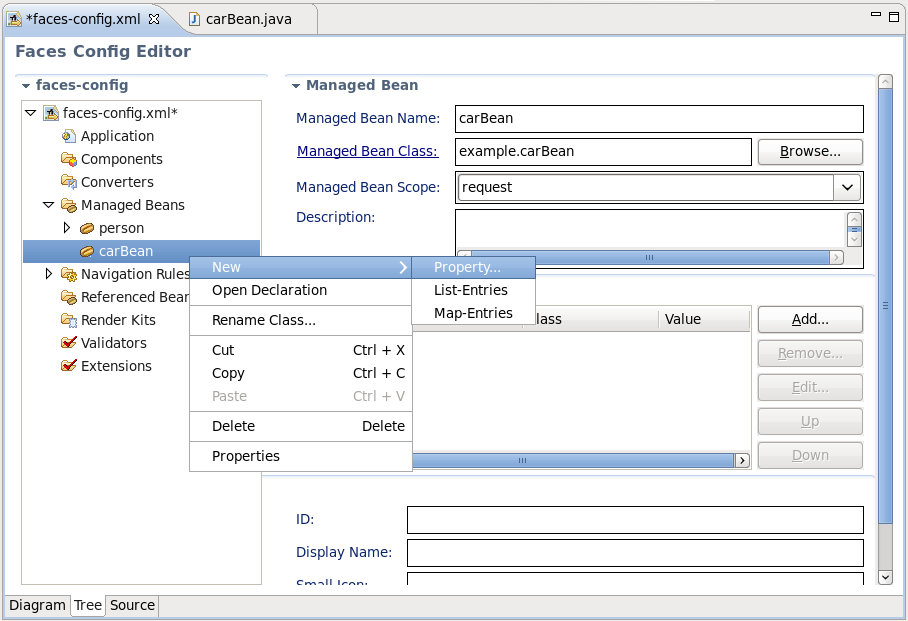 *faces-config.xml
carBean.java
Faces Config Editor
faces-config
faces-config.xml*
Application
Components
Converters
Managed Beans
person
carBean
Navigation Rules
Referenced Bear
Render Kits
Validators
Extensions
New
Open Declaration
Rename Class...
Cut Ctrl + X
Copy Ctrl + C
Paste Ctrl + V
Delete Delete
Properties
Property...
List-Entries
Map-Entries
Managed Bean
Managed Bean Name: carBean
Managed Bean Class: example.carBean Browse...
Managed Bean Scope: request
Description:
lass Value
Add...
Remove...
Edit...
Up
Down
ID:
Display Name:
Small Icon:
Diagram Tree Source